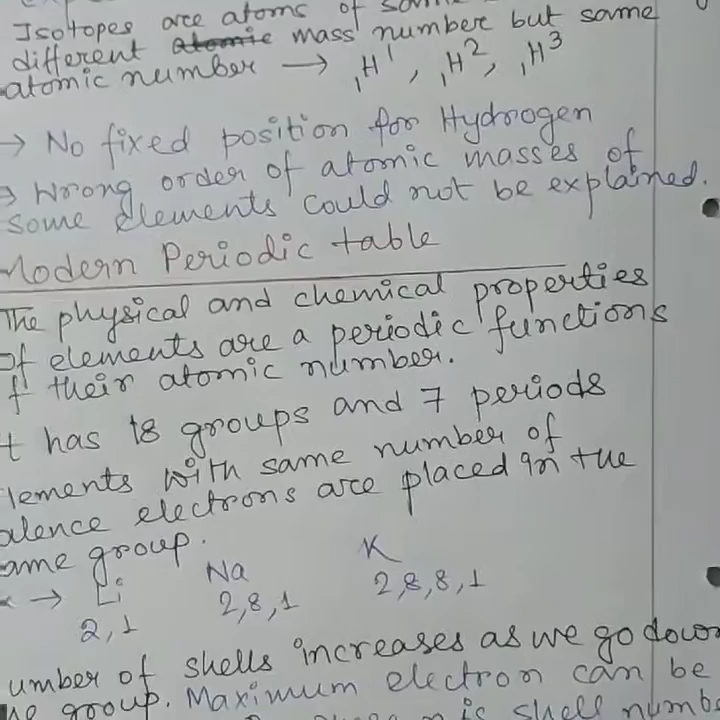 Isotopes are atoms of
different mass number but same
atomic number → ₁H¹, ₁H², ₁H³
→ No fixed position for Hydrogen
→ Wrong order of atomic masses of
some elements could not be explained.
Modern Periodic table
The physical and chemical properties
of elements are a periodic functions
f their atomic number.
t has 18 groups and 7 periods
lements with same number of
alence electrons are placed in the
ame group.
x → Li Na K
2,1 2,8,1 2,8,8,1
umber of shells increases as we go down
he group. Maximum electron can be
is shell numb